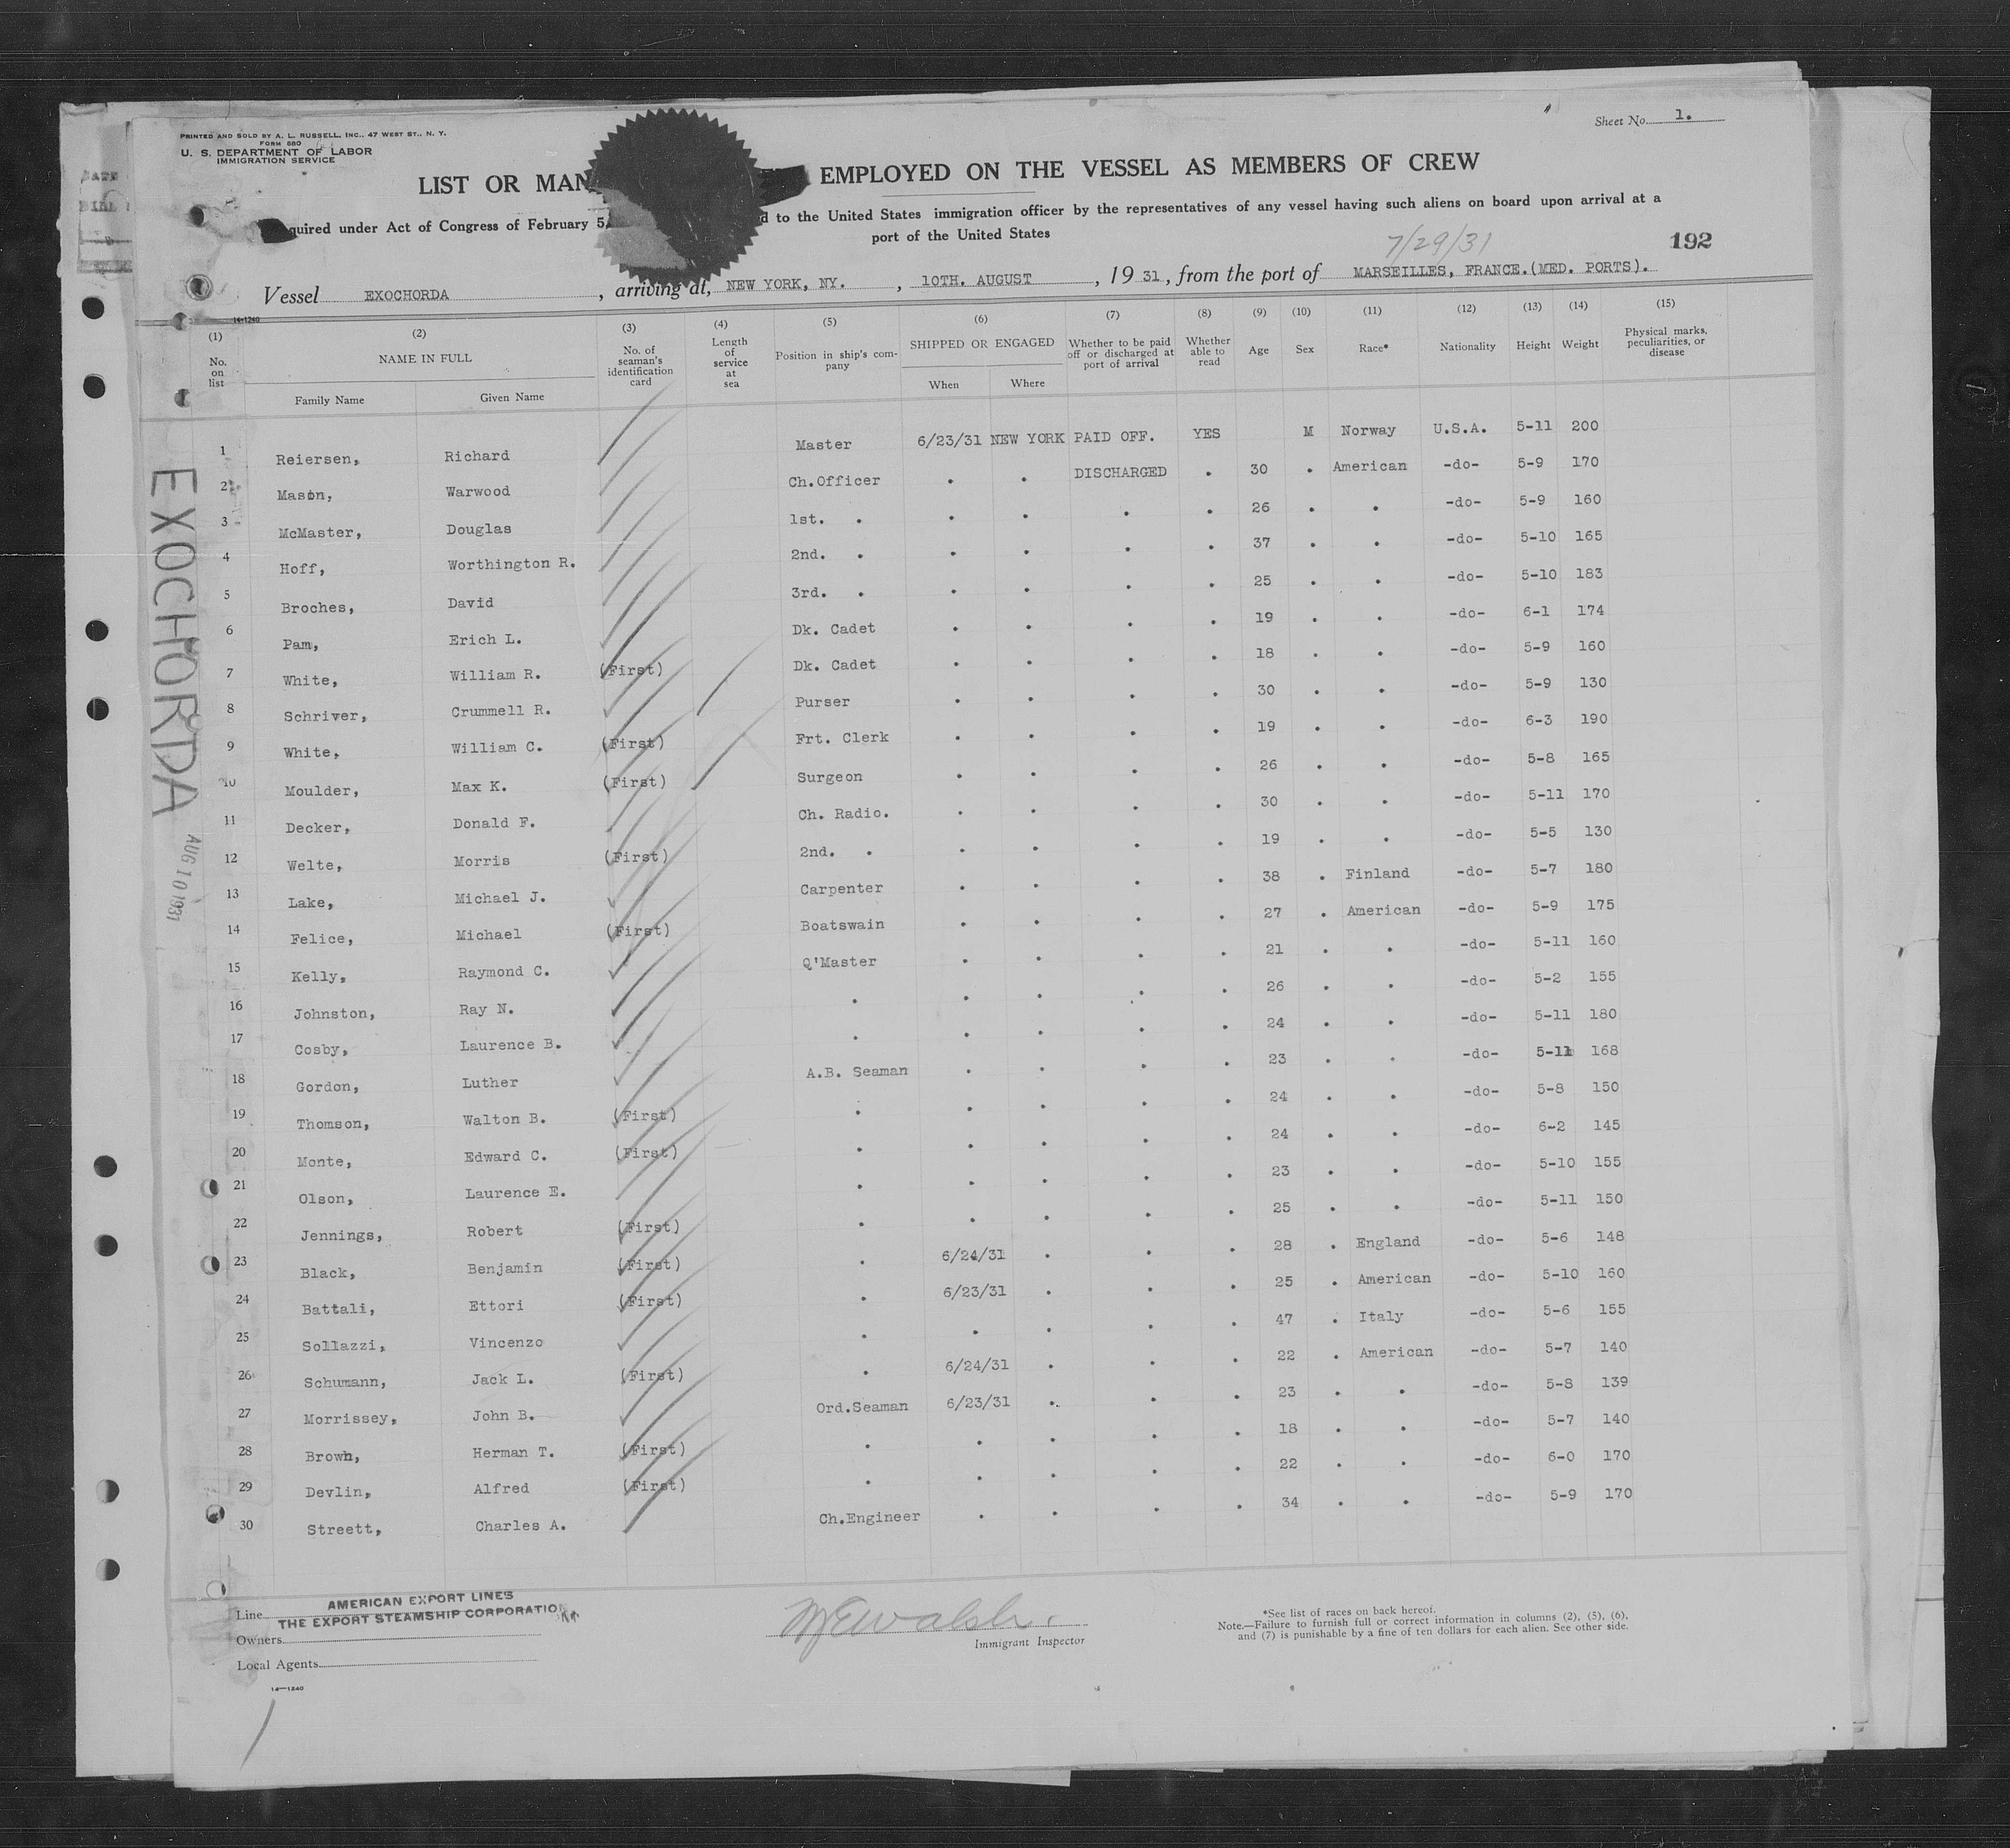 PRINTED AND SOLD BY A. L. RUSSELL, INC., 47 WEST ST., N. Y.
FORM 680
U. S. DEPARTMENT OF LABOR
IMMIGRATION SERVICE
Sheet No. 1.
LIST OR MAN EMPLOYED ON THE VESSEL AS MEMBERS OF CREW
quired under Act of Congress of February 5, d to the United States immigration officer by the representatives of any vessel having such aliens on board upon arrival at a
port of the United States
7/29/31
192
Vessel EXOCHORDA, arriving at, NEW YORK, NY., 10TH. AUGUST, 19 31, from the port of MARSEILLES, FRANCE.(MED. PORTS).
14-1240
(1) (2) (3) (4) (5) (6) (7) (8) (9) (10) (11) (12) (13) (14) (15)
No. on list NAME IN FULL Family Name Given Name No. of seaman's identification card Length of service at sea Position in ship's company SHIPPED OR ENGAGED When Where Whether to be paid off or discharged at port of arrival Whether able to read Age Sex Race* Nationality Height Weight Physical marks, peculiarities, or disease
1 Reiersen, Richard Master 6/23/31 NEW YORK PAID OFF. YES M Norway U.S.A. 5-11 200
2 Mason, Warwood Ch.Officer . . DISCHARGED . 30 . American -do- 5-9 170
3 McMaster, Douglas 1st. . . . . . 26 . . -do- 5-9 160
4 Hoff, Worthington R. 2nd. . . . . . 37 . . -do- 5-10 165
5 Broches, David 3rd. . . . . . 25 . . -do- 5-10 183
6 Pam, Erich L. Dk. Cadet . . . . 19 . . -do- 6-1 174
7 White, William R. (First) Dk. Cadet . . . . 18 . . -do- 5-9 160
8 Schriver, Crummell R. Purser . . . . 30 . . -do- 5-9 130
9 White, William C. (First) Frt. Clerk . . . . 19 . . -do- 6-3 190
10 Moulder, Max K. (First) Surgeon . . . . 26 . . -do- 5-8 165
11 Decker, Donald F. Ch. Radio. . . . . 30 . . -do- 5-11 170
12 Welte, Morris (First) 2nd. . . . . . 19 . . -do- 5-5 130
13 Lake, Michael J. Carpenter . . . . 38 . Finland -do- 5-7 180
14 Felice, Michael (First) Boatswain . . . . 27 . American -do- 5-9 175
15 Kelly, Raymond C. Q'Master . . . . 21 . . -do- 5-11 160
16 Johnston, Ray N. . . . . . 26 . . -do- 5-2 155
17 Cosby, Laurence B. . . . . . 24 . . -do- 5-11 180
18 Gordon, Luther A.B. Seaman . . . . 23 . . -do- 5-11 168
19 Thomson, Walton B. (First) . . . . . 24 . . -do- 5-8 150
20 Monte, Edward C. (First) . . . . . 24 . . -do- 6-2 145
21 Olson, Laurence E. . . . . . 23 . . -do- 5-10 155
22 Jennings, Robert (First) . . . . . 25 . . -do- 5-11 150
23 Black, Benjamin (First) . 6/24/31 . . . 28 . England -do- 5-6 148
24 Battali, Ettori (First) . 6/23/31 . . . 25 . American -do- 5-10 160
25 Sollazzi, Vincenzo . . . . . 47 . Italy -do- 5-6 155
26 Schumann, Jack L. (First) . 6/24/31 . . . 22 . American -do- 5-7 140
27 Morrissey, John B. Ord.Seaman 6/23/31 . . . 23 . . -do- 5-8 139
28 Brown, Herman T. (First) . . . . . 18 . . -do- 5-7 140
29 Devlin, Alfred (First) . . . . . 22 . . -do- 6-0 170
30 Streett, Charles A. Ch.Engineer . . . . 34 . . -do- 5-9 170
EXOCHORDA
AUG 10 1931
Line AMERICAN EXPORT LINES
THE EXPORT STEAMSHIP CORPORATION
Owners
Local Agents
14—1240
Immigrant Inspector
*See list of races on back hereof.
Note.—Failure to furnish full or correct information in columns (2), (5), (6),
and (7) is punishable by a fine of ten dollars for each alien. See other side.